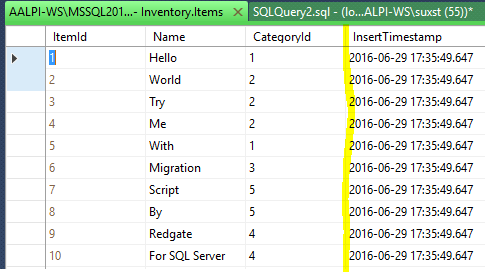 AALPI-WS\MSSQL201...- Inventory.Items SQLQuery2.sql - (lo...ALPI-WS\suxst (55))*
ItemId Name CategoryId InsertTimestamp
1 Hello 1 2016-06-29 17:35:49.647
2 World 2 2016-06-29 17:35:49.647
3 Try 2 2016-06-29 17:35:49.647
4 Me 2 2016-06-29 17:35:49.647
5 With 1 2016-06-29 17:35:49.647
6 Migration 3 2016-06-29 17:35:49.647
7 Script 5 2016-06-29 17:35:49.647
8 By 5 2016-06-29 17:35:49.647
9 Redgate 4 2016-06-29 17:35:49.647
10 For SQL Server 4 2016-06-29 17:35:49.647